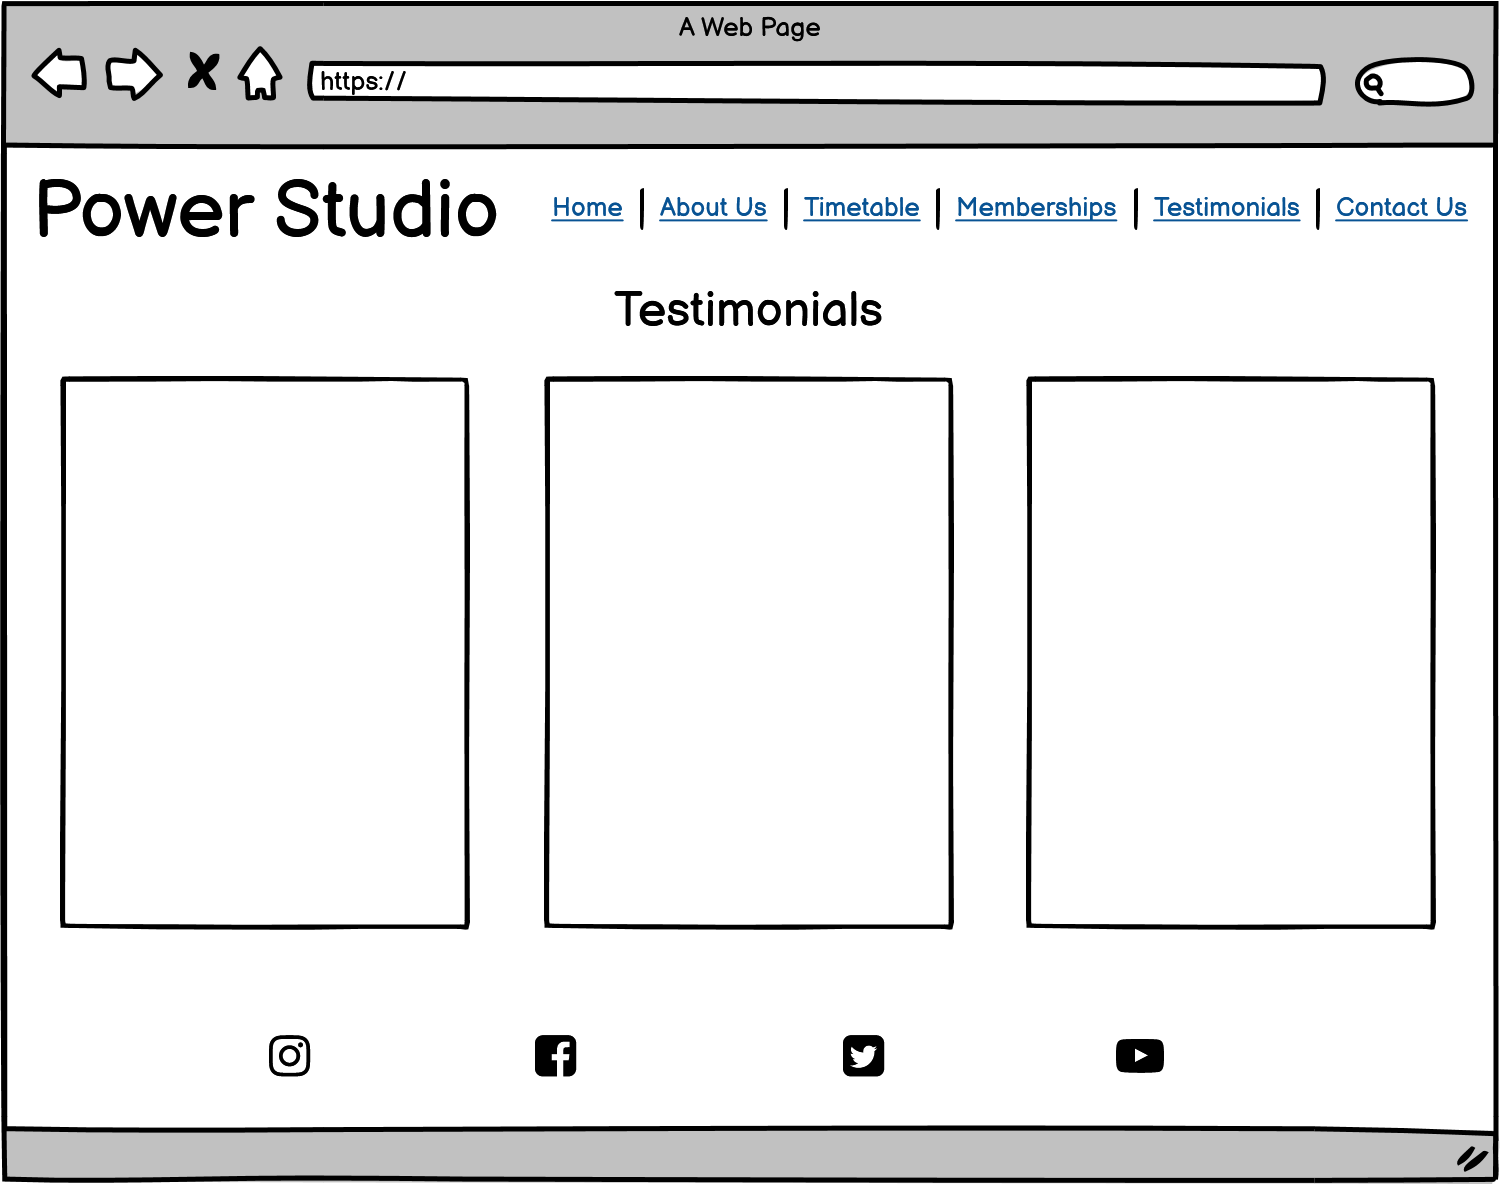 A Web Page
https://
Power Studio
Home | About Us | Timetable | Memberships | Testimonials | Contact Us
Testimonials